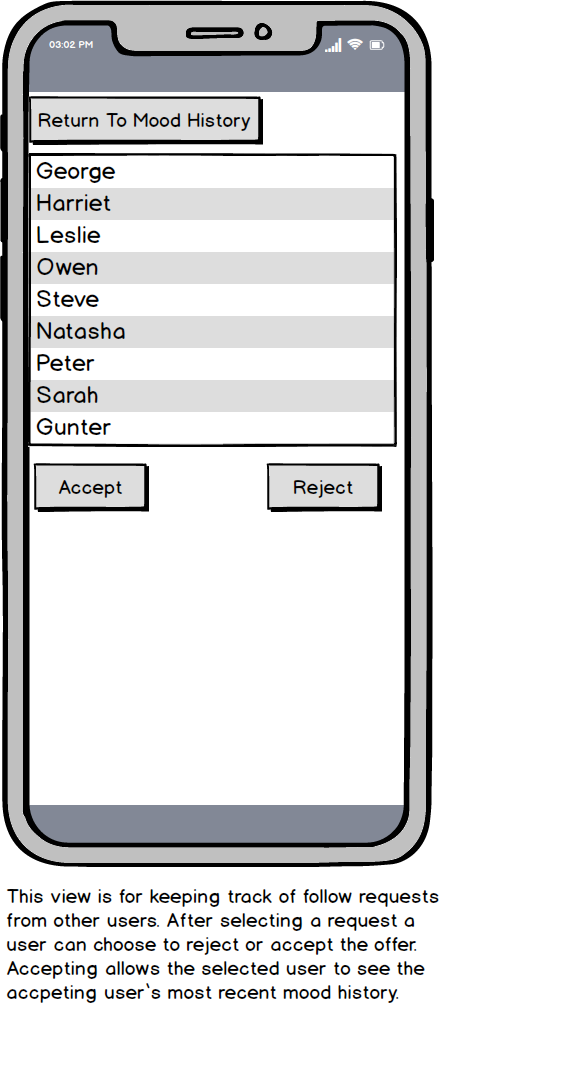 03:02 PM
Return To Mood History
George
Harriet
Leslie
Owen
Steve
Natasha
Peter
Sarah
Gunter
Accept Reject
This view is for keeping track of follow requests
from other users. After selecting a request a
user can choose to reject or accept the offer.
Accepting allows the selected user to see the
accpeting user`s most recent mood history.